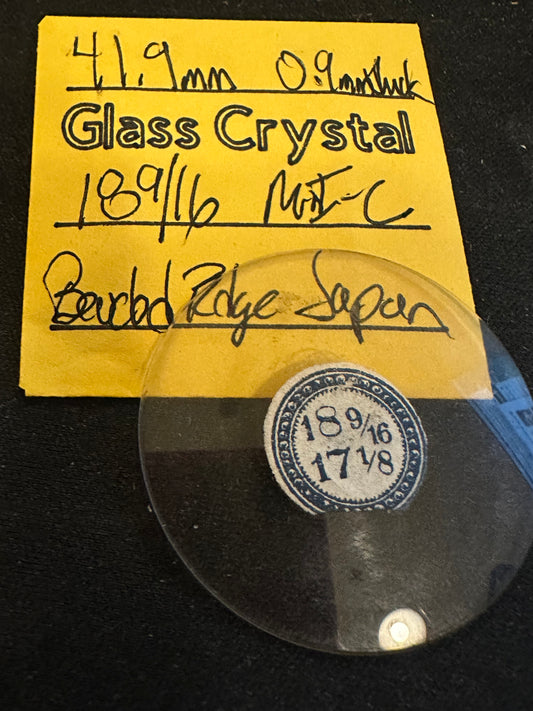 41.9mm 0.9mm thick
Glass Crystal
18 9/16 C
Beveled Edge Japan
18 9/16
17 1/8